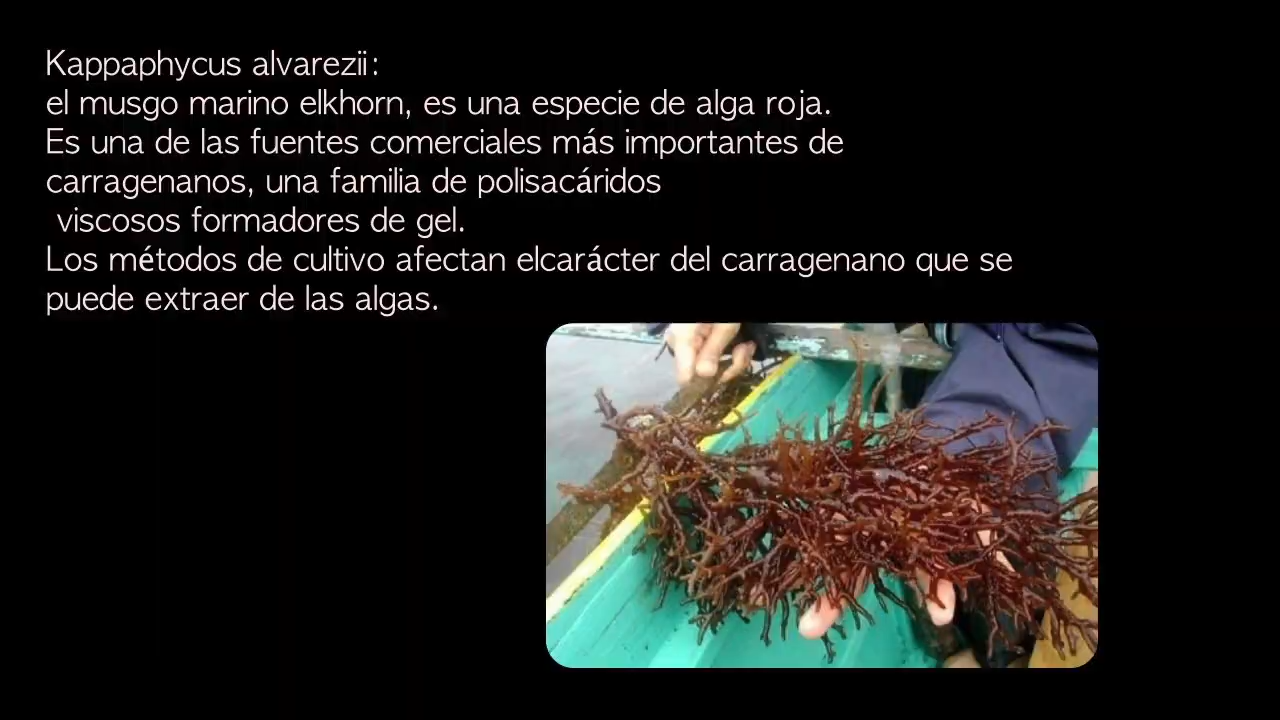 Kappaphycus alvarezii:
el musgo marino elkhorn, es una especie de alga roja.
Es una de las fuentes comerciales más importantes de
carragenanos, una familia de polisacáridos
viscosos formadores de gel.
Los métodos de cultivo afectan elcarácter del carragenano que se
puede extraer de las algas.